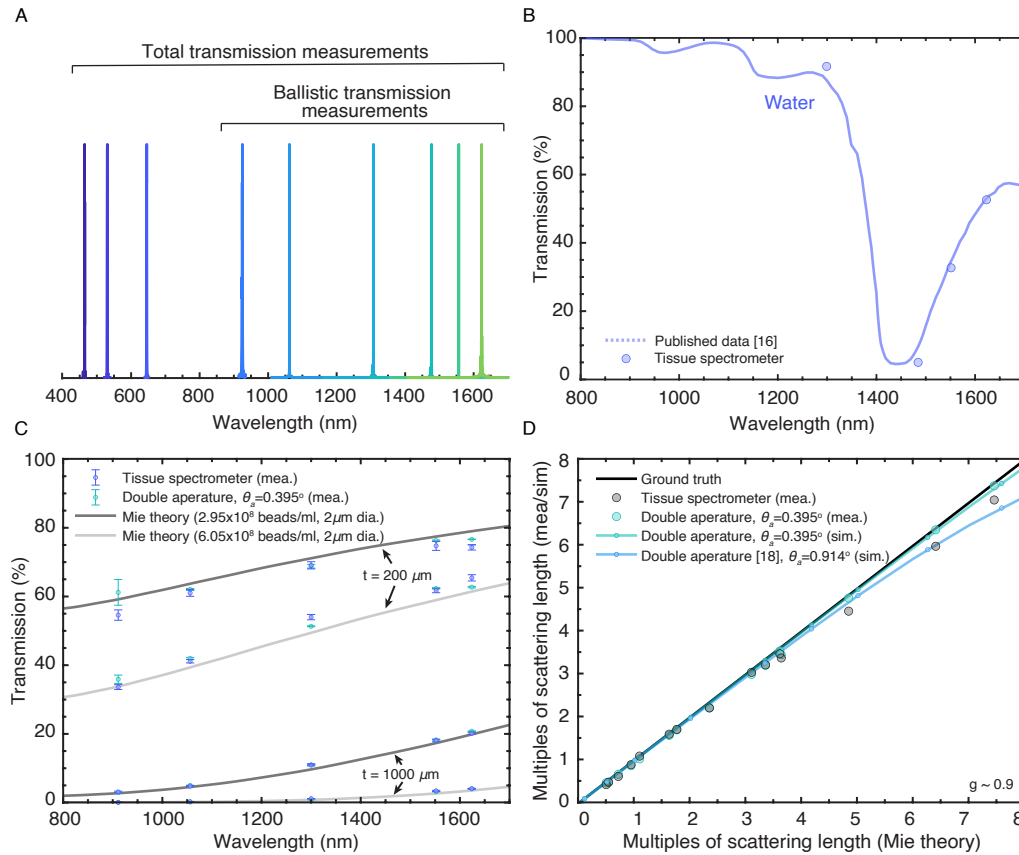 A
Total transmission measurements
Ballistic transmission
measurements
400 600 800 1000 1200 1400 1600
Wavelength (nm)
B
100
80
60
40
20
0
Transmission (%)
Water
Published data [16]
Tissue spectrometer
800 1000 1200 1400 1600
Wavelength (nm)
C
100
80
60
40
20
0
Transmission (%)
Tissue spectrometer (mea.)
Double aperture, θa=0.395º (mea.)
Mie theory (2.95x10⁸ beads/ml, 2μm dia.)
Mie theory (6.05x10⁸ beads/ml, 2μm dia.)
t = 200 μm
t = 1000 μm
800 1000 1200 1400 1600
Wavelength (nm)
D
8
7
6
5
4
3
2
1
0
Multiples of scattering length (mea/sim)
Ground truth
Tissue spectrometer (mea.)
Double aperature, θa=0.395º (mea.)
Double aperature, θa=0.395º (sim.)
Double aperature [18], θa=0.914º (sim.)
g ~ 0.9
0 1 2 3 4 5 6 7 8
Multiples of scattering length (Mie theory)